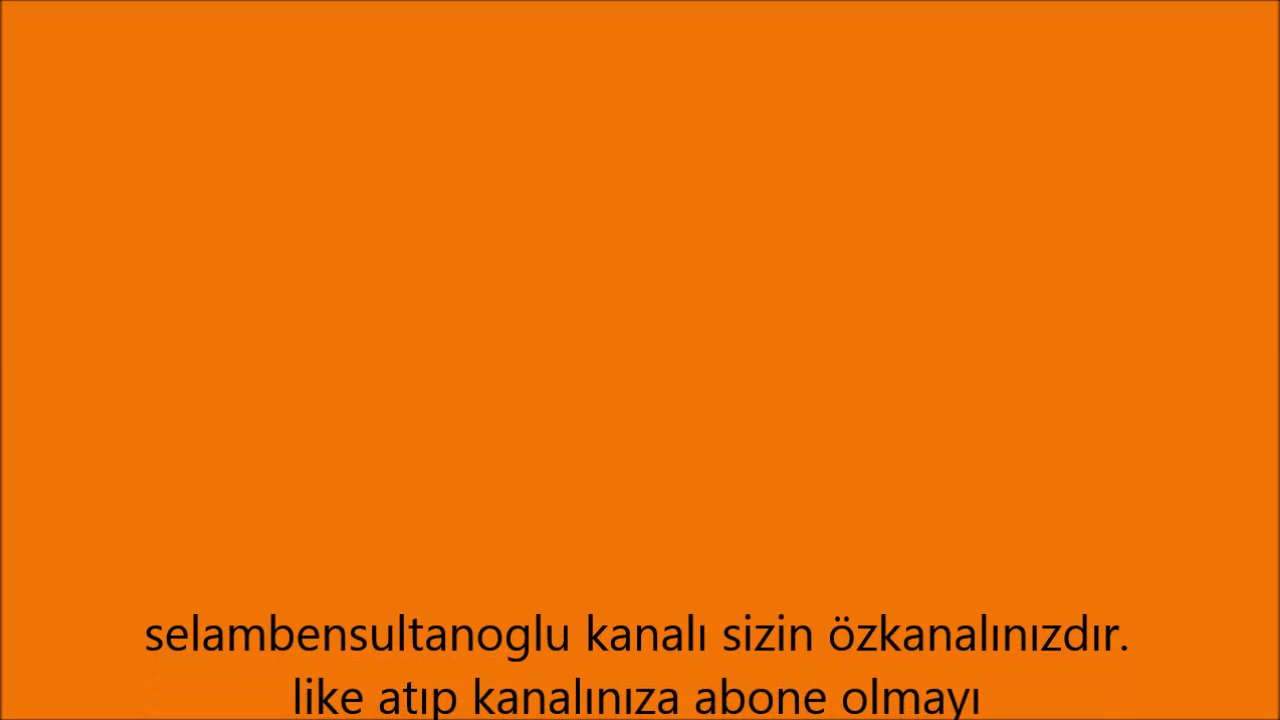 selambensultanoglu kanalı sizin özkanalınızdır.
like atıp kanalınıza abone olmayı